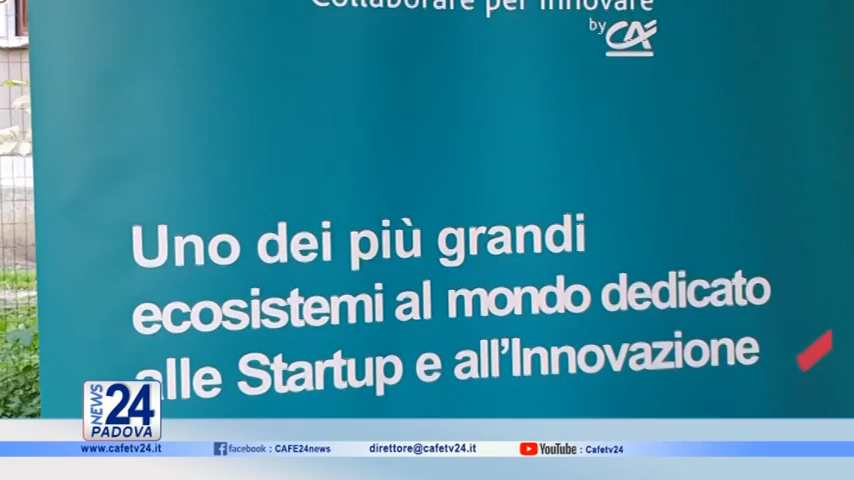 Collaborare per Innovare
by CA
Uno dei più grandi
ecosistemi al mondo dedicato
alle Startup e all'Innovazione
NEWS 24
PADOVA
www.cafetv24.it facebook : CAFE24news direttore@cafetv24.it YouTube : Cafetv24